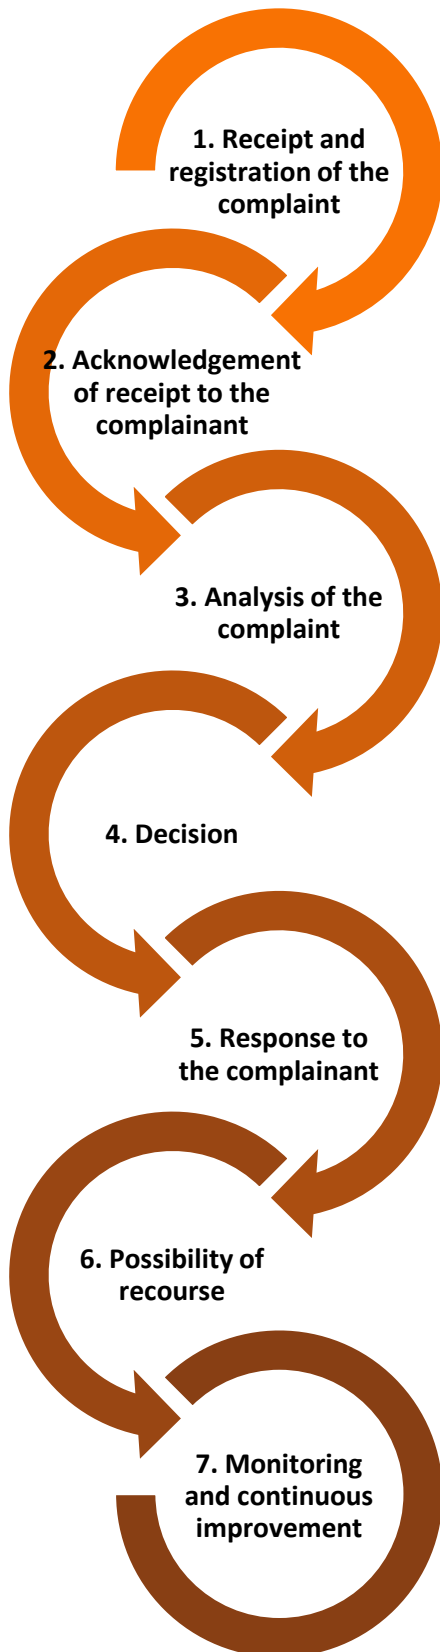 1. Receipt and
registration of the
complaint
2. Acknowledgement
of receipt to the
complainant
3. Analysis of the
complaint
4. Decision
5. Response to
the complainant
6. Possibility of
recourse
7. Monitoring
and continuous
improvement